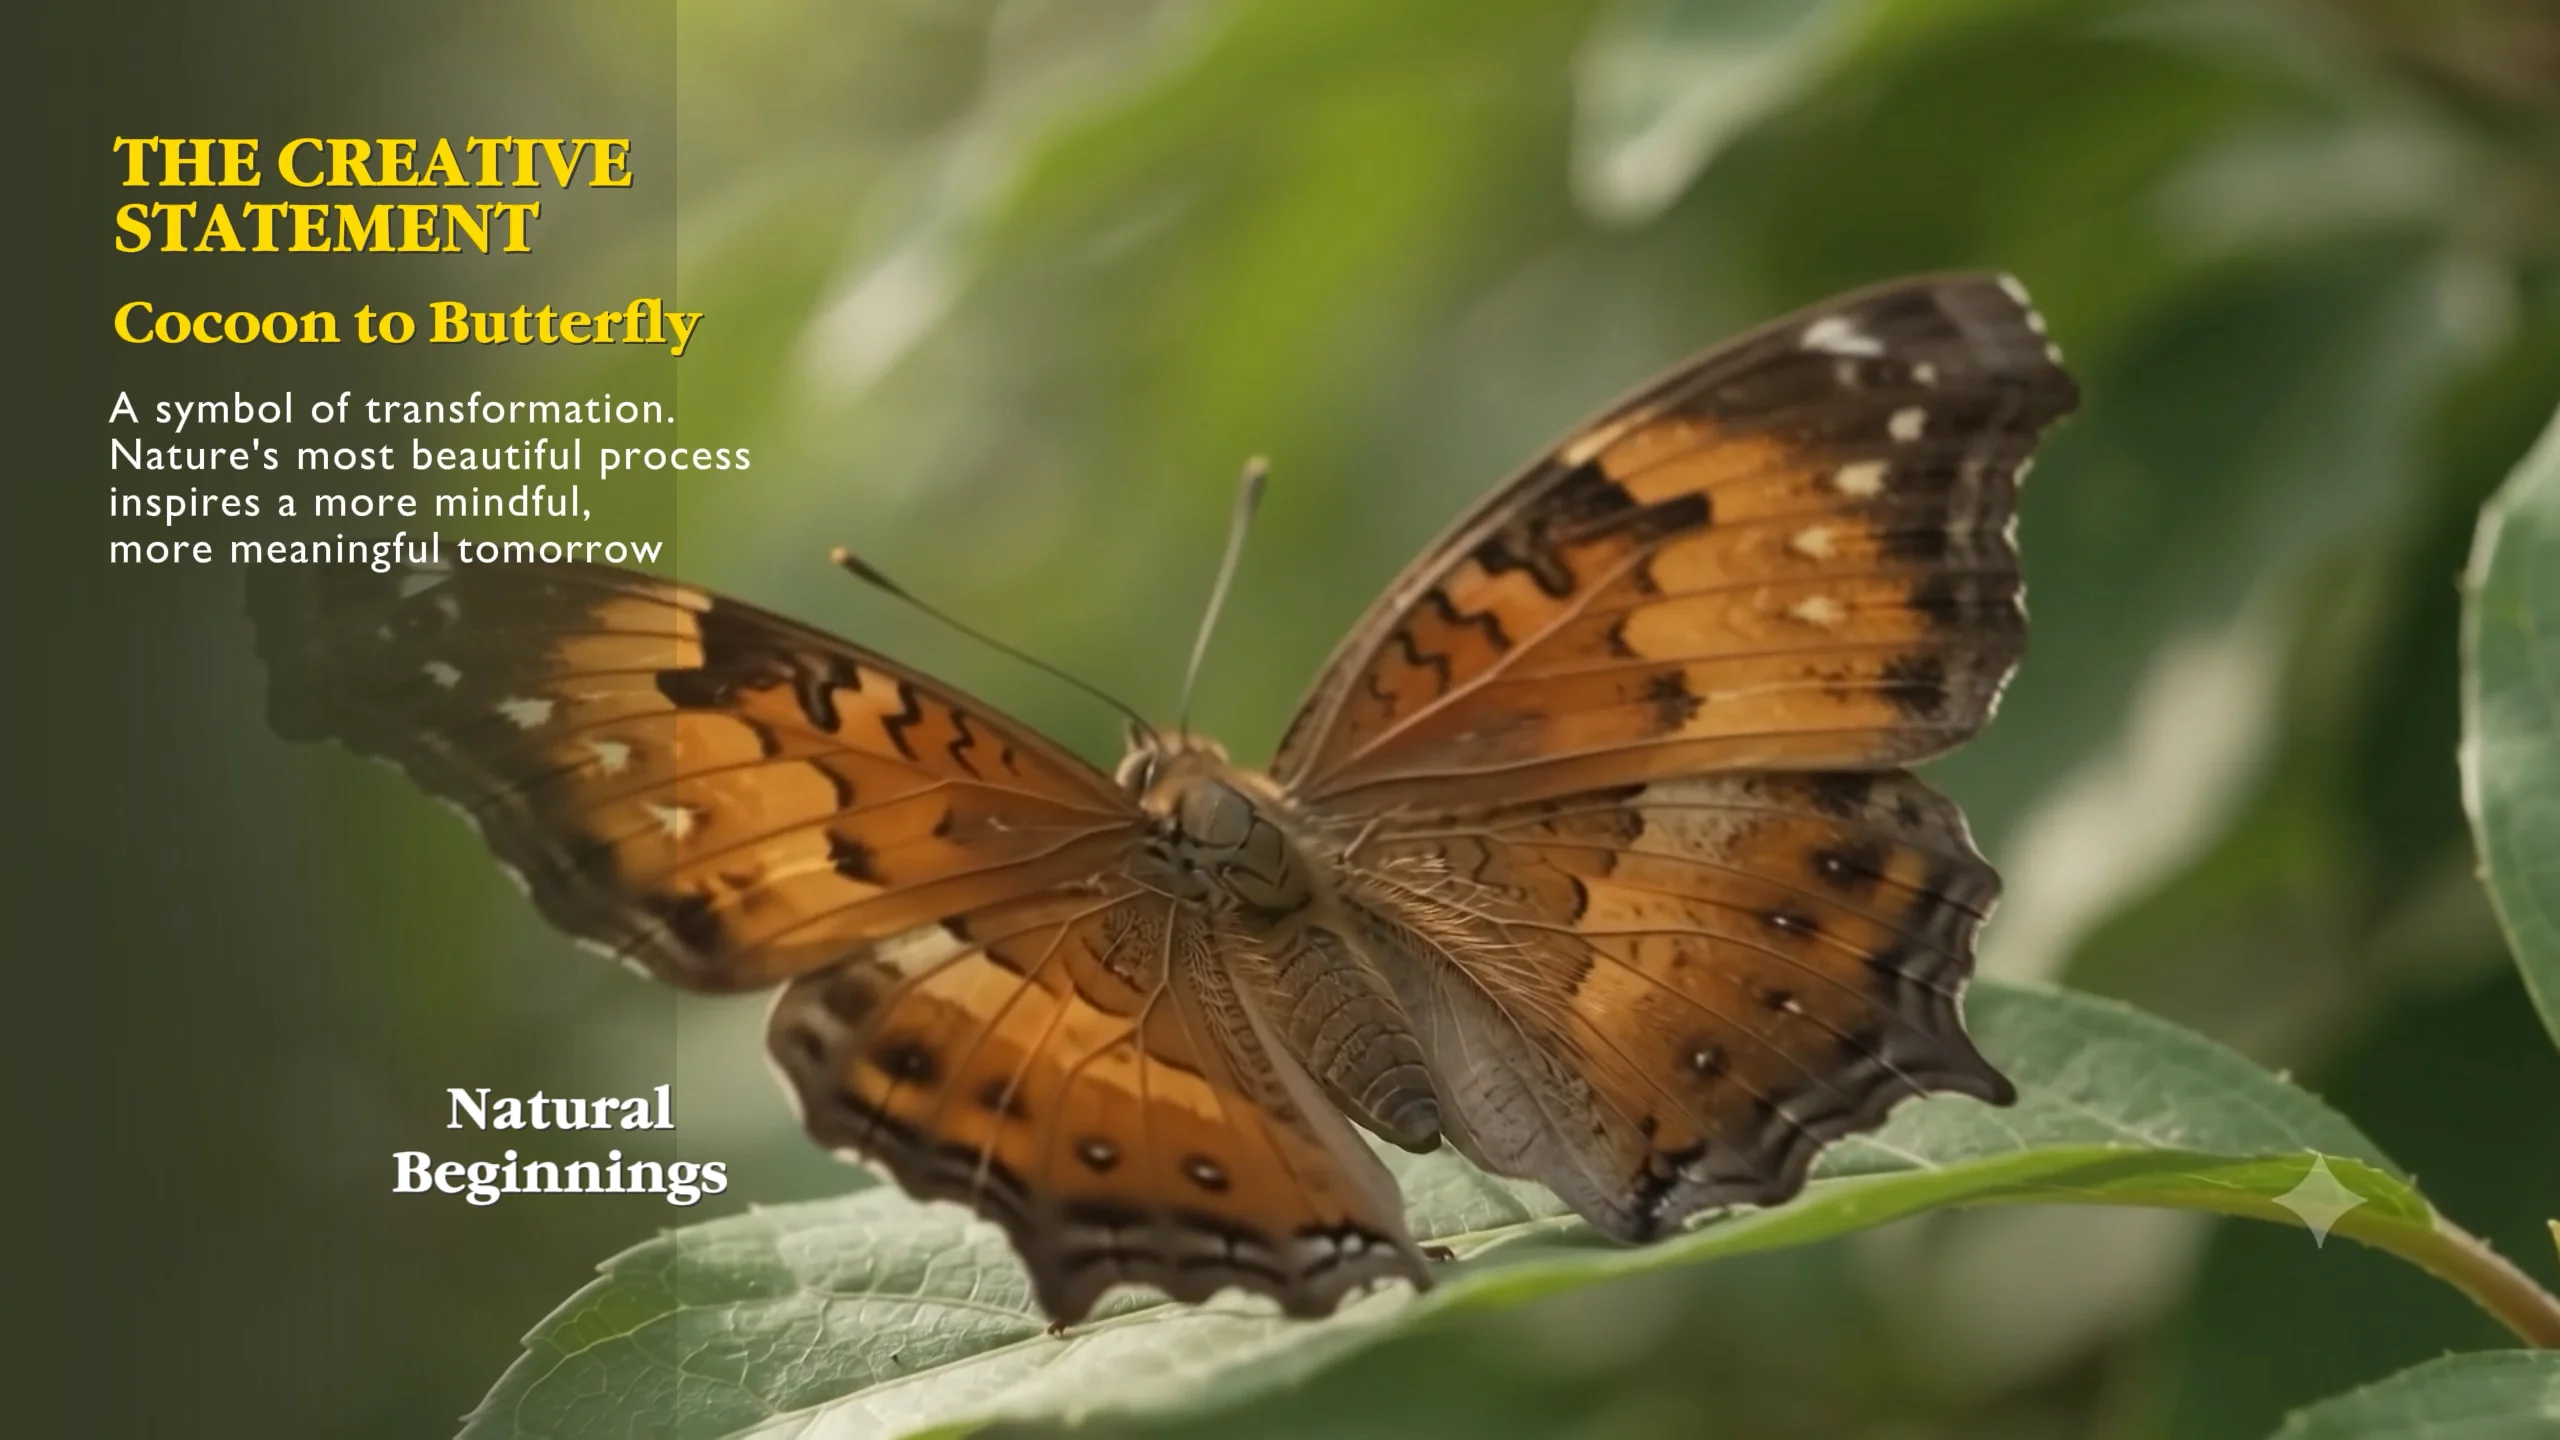 THE CREATIVE
STATEMENT
Cocoon to Butterfly
A symbol of transformation.
Nature's most beautiful process
inspires a more mindful,
more meaningful tomorrow
Natural
Beginnings